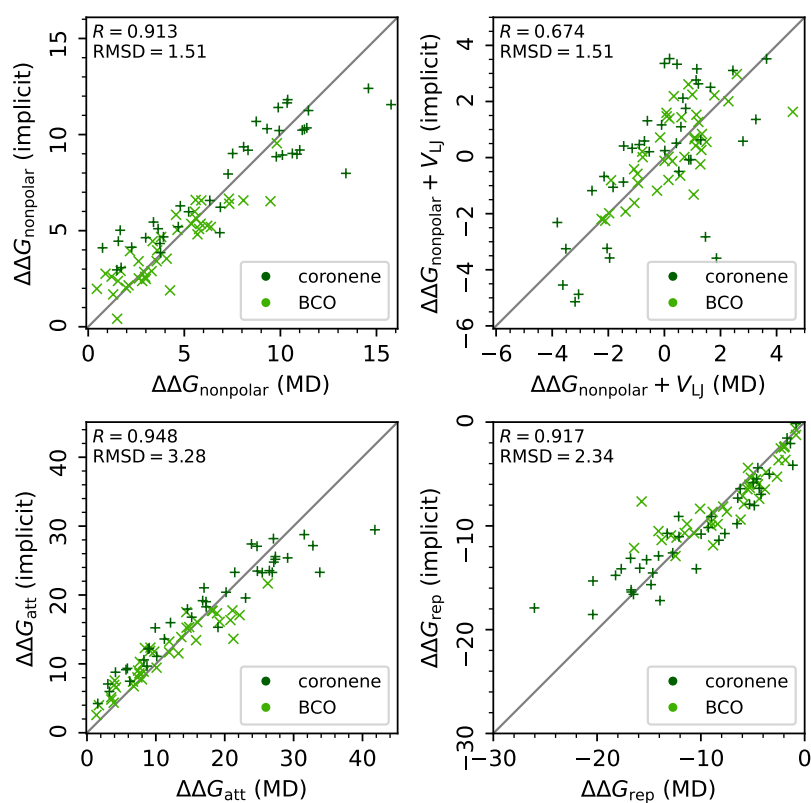 R = 0.913
RMSD = 1.51
ΔΔG_nonpolar (implicit)
15
10
5
0
coronene
BCO
0 5 10 15
ΔΔG_nonpolar (MD)
R = 0.674
RMSD = 1.51
ΔΔG_nonpolar + V_LJ (implicit)
4
2
0
−2
−4
−6
coronene
BCO
−6 −4 −2 0 2 4
ΔΔG_nonpolar + V_LJ (MD)
R = 0.948
RMSD = 3.28
ΔΔG_att (implicit)
40
30
20
10
0
coronene
BCO
0 10 20 30 40
ΔΔG_att (MD)
R = 0.917
RMSD = 2.34
ΔΔG_rep (implicit)
0
−10
−20
−30
coronene
BCO
−30 −20 −10 0
ΔΔG_rep (MD)